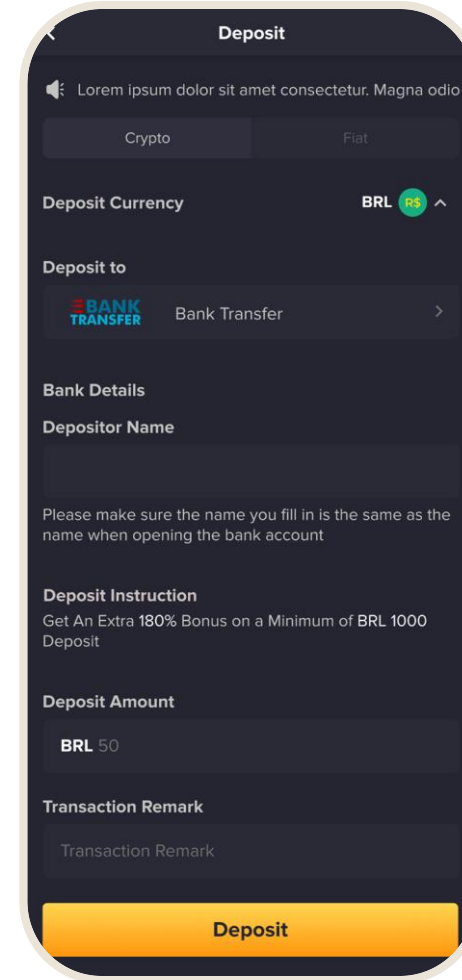 Deposit
Lorem ipsum dolor sit amet consectetur. Magna odio
Crypto
Fiat
Deposit Currency
BRL R$
Deposit to
BANK
TRANSFER
Bank Transfer
Bank Details
Depositor Name
Please make sure the name you fill in is the same as the
name when opening the bank account
Deposit Instruction
Get An Extra 180% Bonus on a Minimum of BRL 1000
Deposit
Deposit Amount
BRL 50
Transaction Remark
Transaction Remark
Deposit